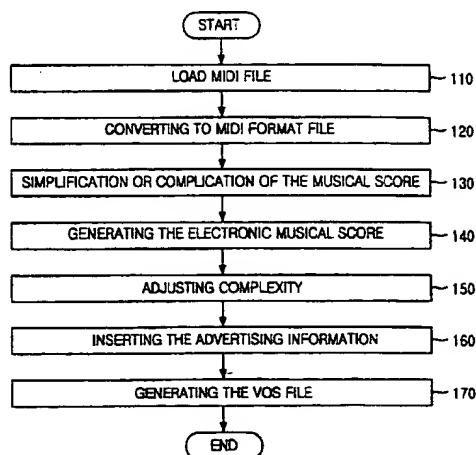 START
LOAD MIDI FILE
110
CONVERTING TO MIDI FORMAT FILE
120
SIMPLIFICATION OR COMPLICATION OF THE MUSICAL SCORE
130
GENERATING THE ELECTRONIC MUSICAL SCORE
140
ADJUSTING COMPLEXITY
150
INSERTING THE ADVERTISING INFORMATION
160
GENERATING THE VOS FILE
170
END